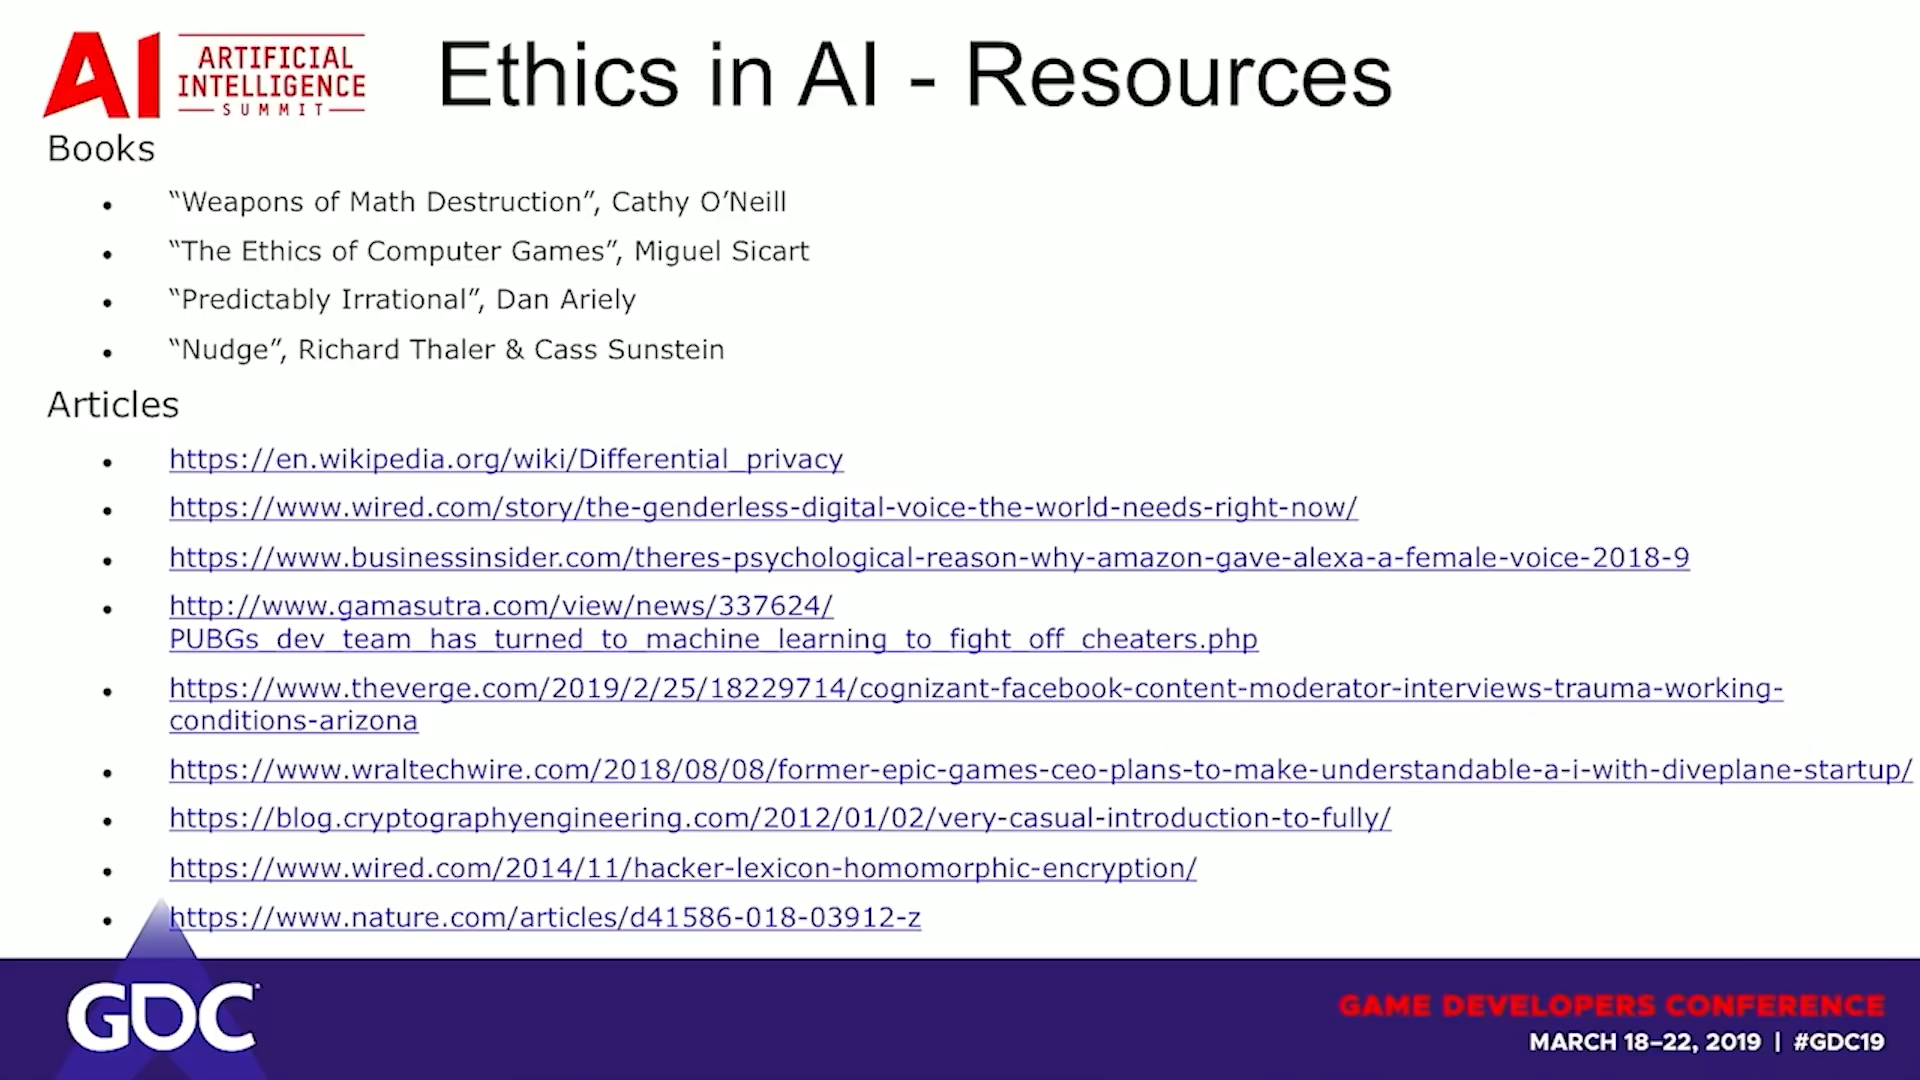 AI ARTIFICIAL
INTELLIGENCE
SUMMIT
Ethics in AI - Resources
Books
• “Weapons of Math Destruction”, Cathy O’Neill
• “The Ethics of Computer Games”, Miguel Sicart
• “Predictably Irrational”, Dan Ariely
• “Nudge”, Richard Thaler & Cass Sunstein
Articles
• https://en.wikipedia.org/wiki/Differential_privacy
• https://www.wired.com/story/the-genderless-digital-voice-the-world-needs-right-now/
• https://www.businessinsider.com/theres-psychological-reason-why-amazon-gave-alexa-a-female-voice-2018-9
• http://www.gamasutra.com/view/news/337624/
PUBGs_dev_team_has_turned_to_machine_learning_to_fight_off_cheaters.php
• https://www.theverge.com/2019/2/25/18229714/cognizant-facebook-content-moderator-interviews-trauma-working-
conditions-arizona
• https://www.wraltechwire.com/2018/08/08/former-epic-games-ceo-plans-to-make-understandable-a-i-with-diveplane-startup/
• https://blog.cryptographyengineering.com/2012/01/02/very-casual-introduction-to-fully/
• https://www.wired.com/2014/11/hacker-lexicon-homomorphic-encryption/
• https://www.nature.com/articles/d41586-018-03912-z
GDC
GAME DEVELOPERS CONFERENCE
MARCH 18–22, 2019 | #GDC19